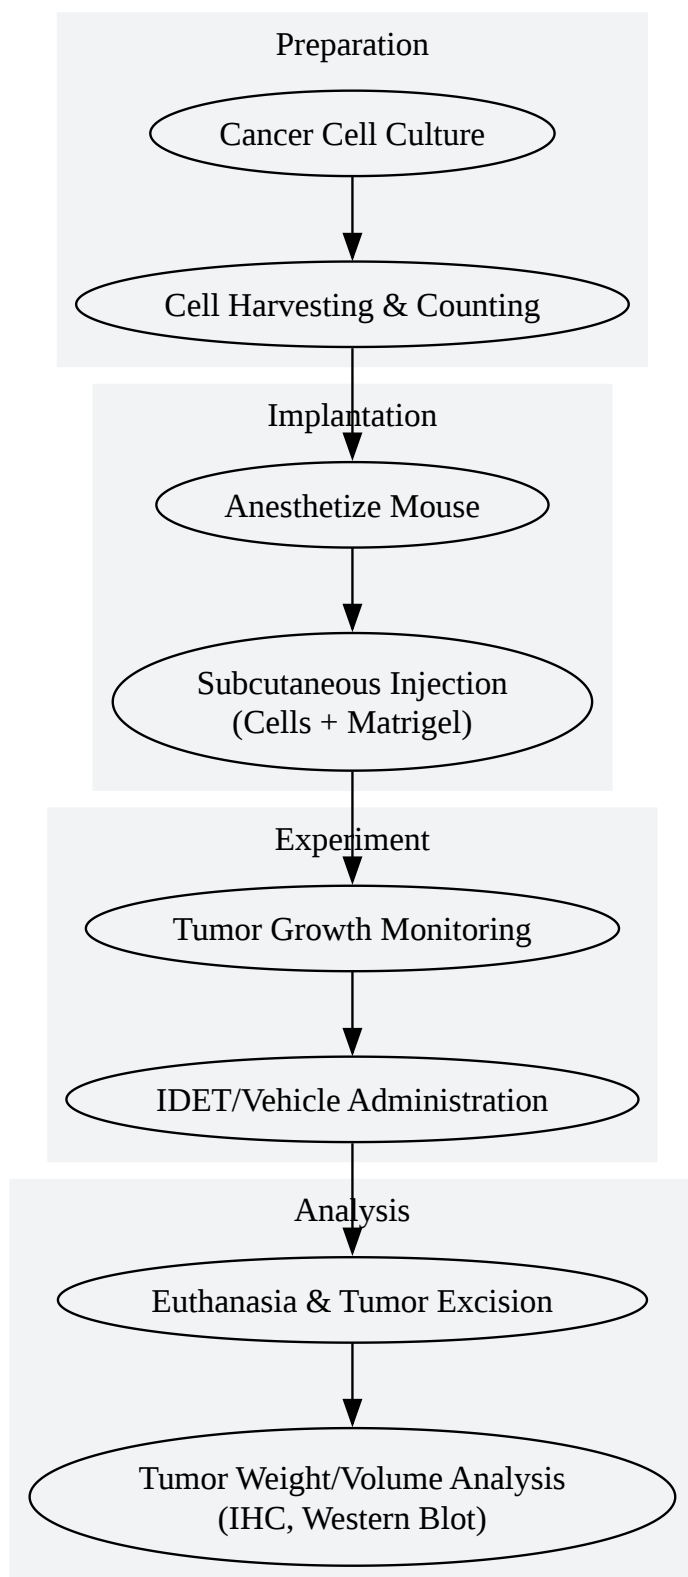 Preparation
Cancer Cell Culture
Cell Harvesting & Counting
Implantation
Anesthetize Mouse
Subcutaneous Injection
(Cells + Matrigel)
Experiment
Tumor Growth Monitoring
IDET/Vehicle Administration
Analysis
Euthanasia & Tumor Excision
Tumor Weight/Volume Analysis
(IHC, Western Blot)